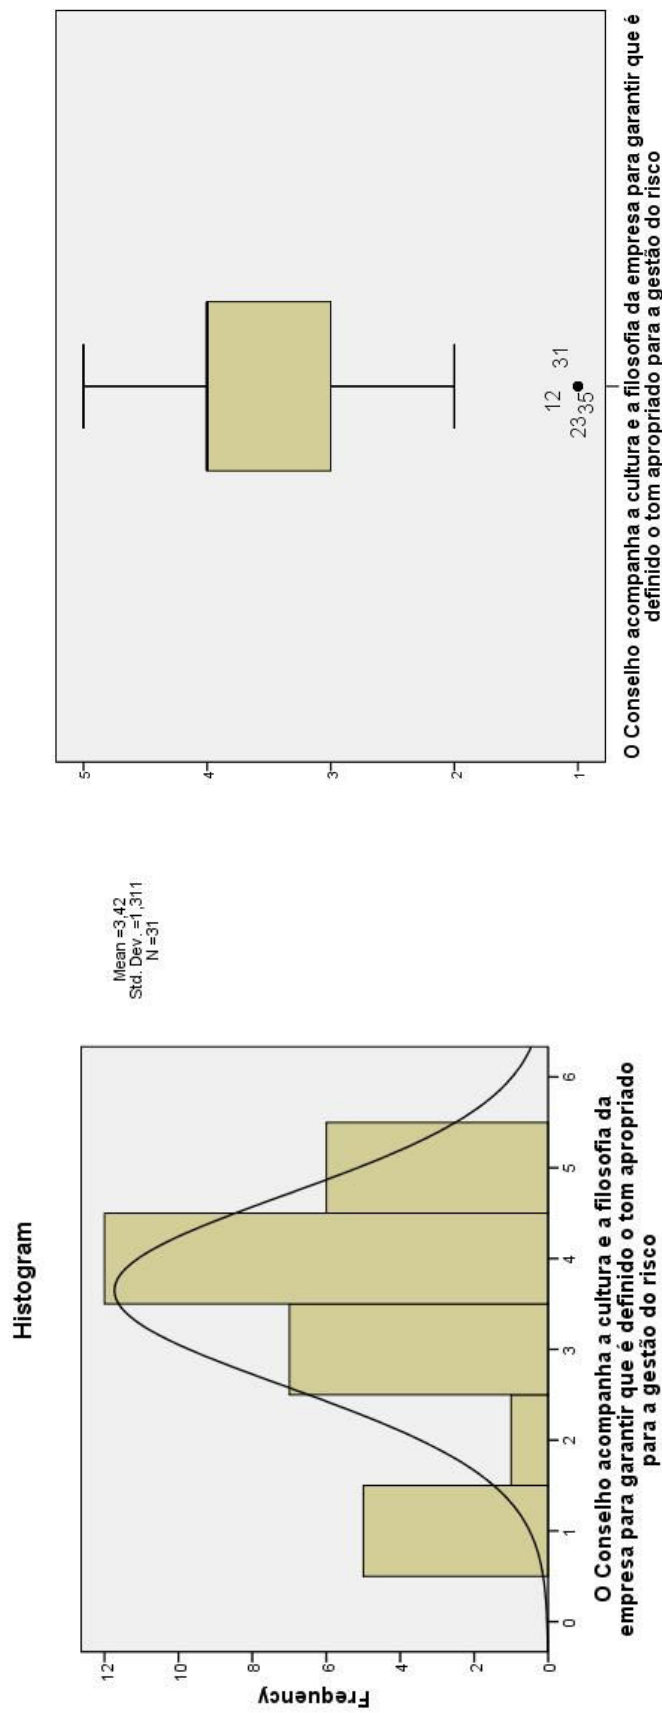 Histogram
Frequency
12
10
8
6
4
2
0
0
1
2
3
4
5
6
O Conselho acompanha a cultura e a filosofia da
empresa para garantir que é definido o tom apropriado
para a gestão do risco
Mean =3,42
Std. Dev. =1,311
N =31
5
4
3
2
1
12
31
23
35
O Conselho acompanha a cultura e a filosofia da empresa para garantir que é
definido o tom apropriado para a gestão do risco